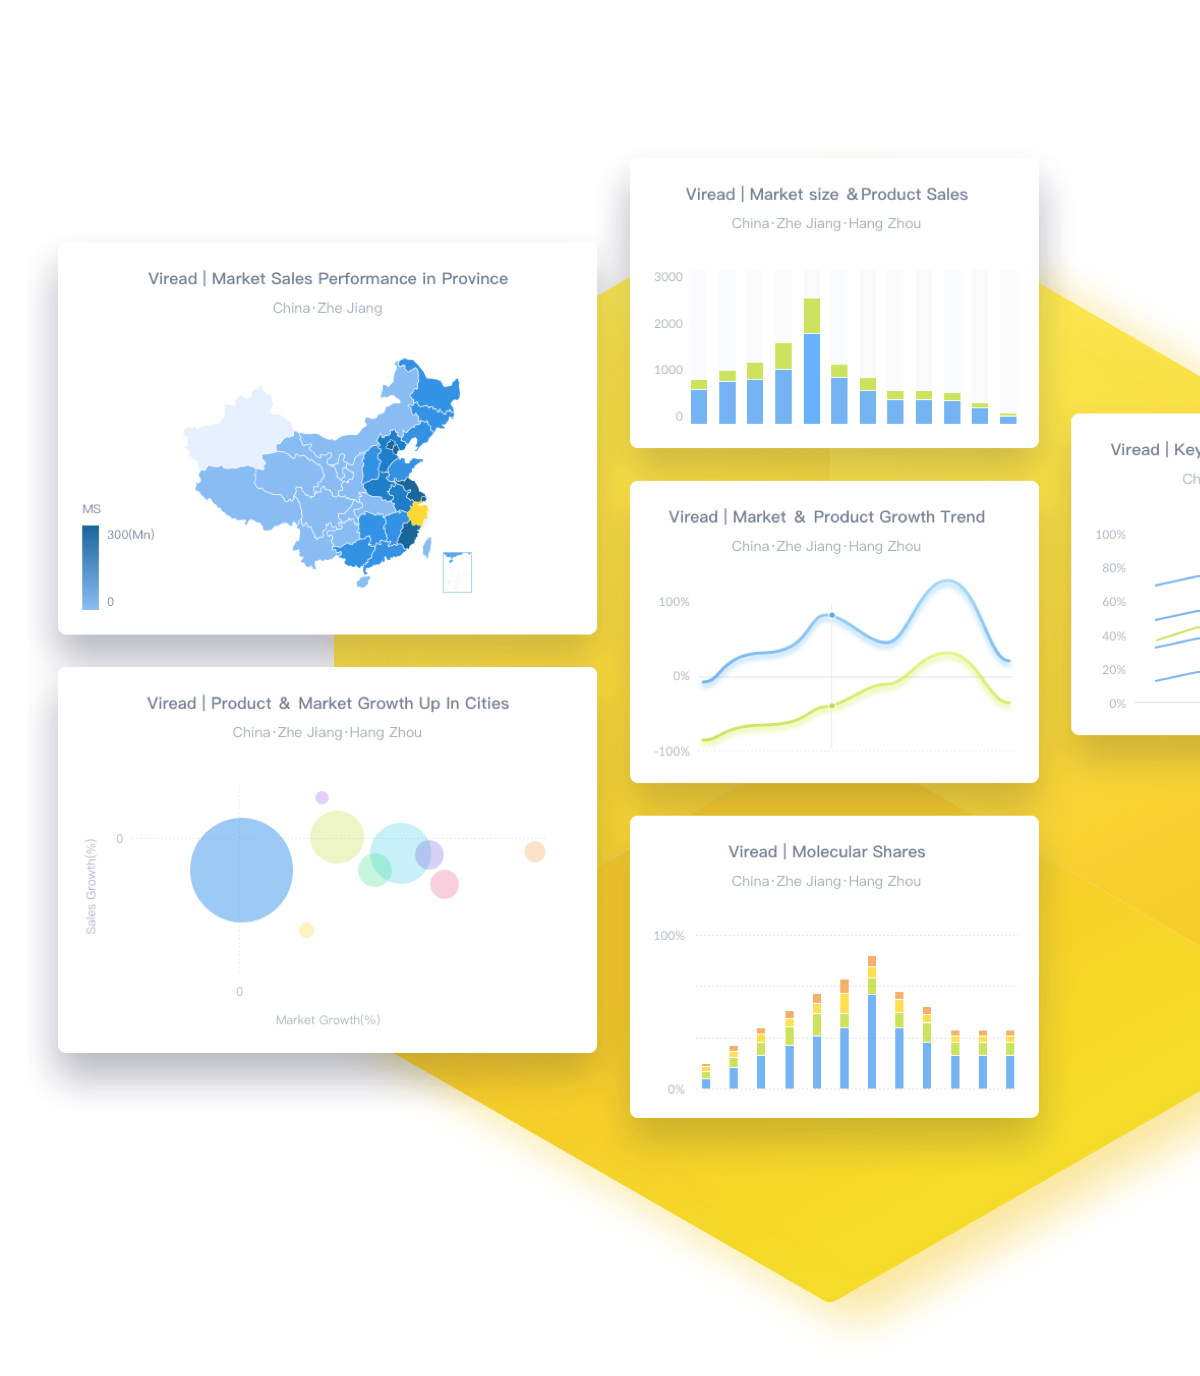 Viread | Market Sales Performance in Province
China·Zhe Jiang
MS
300(Mn)
0
Viread | Product & Market Growth Up In Cities
China·Zhe Jiang·Hang Zhou
Sales Growth(%)
0
0
Market Growth(%)
Viread | Market size &Product Sales
China·Zhe Jiang·Hang Zhou
3000
2000
1000
0
Viread | Market & Product Growth Trend
China·Zhe Jiang·Hang Zhou
100%
0%
-100%
Viread | Molecular Shares
China·Zhe Jiang·Hang Zhou
100%
0%
Viread | Key
Ch
100%
80%
60%
40%
20%
0%